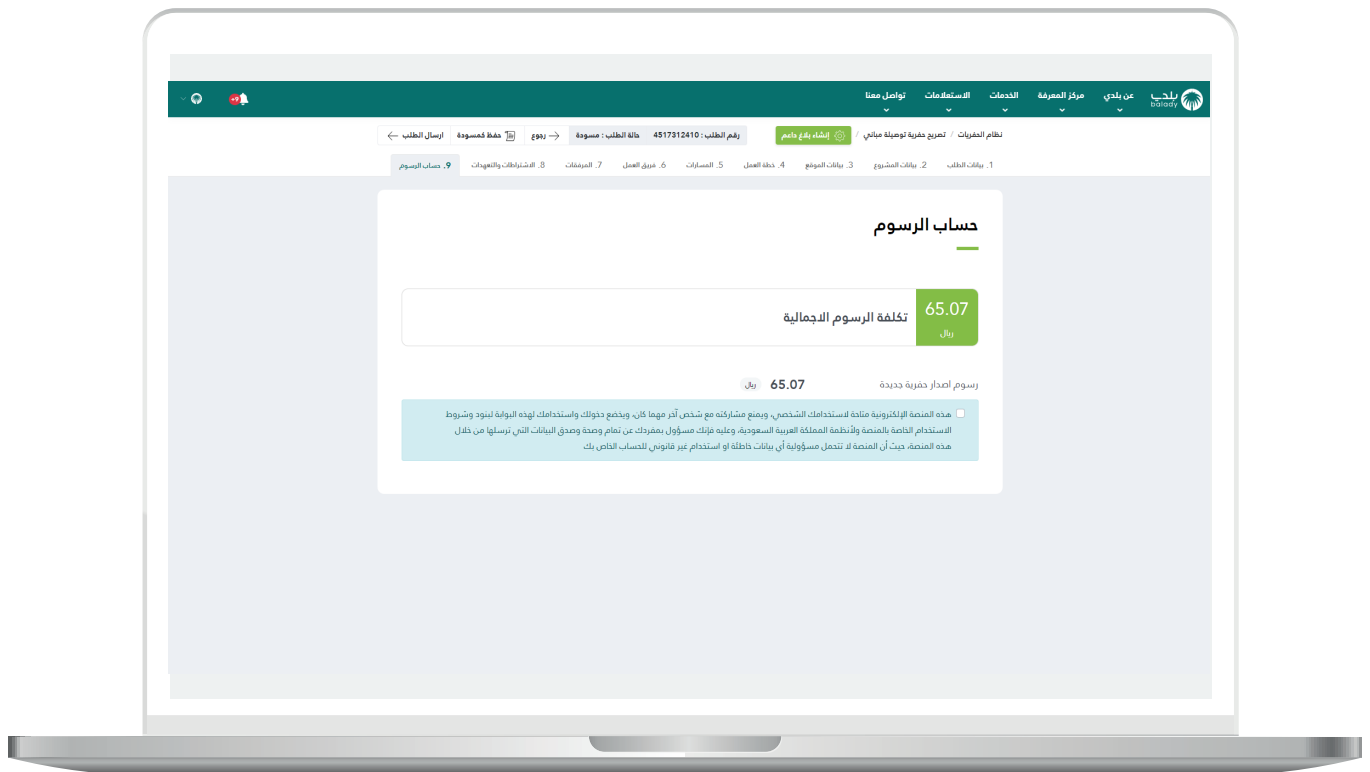 بلدي
balady
عن بلدي
مركز المعرفة
الخدمات
الاستعلامات
تواصل معنا
+9
نظام الحفريات / تصريح حفرية توصيلة مباني /
إنشاء بلاغ داعم
رقم الطلب : 4517312410
حالة الطلب : مسودة
رجوع
حفظ كمسودة
ارسال الطلب
1. بيانات الطلب
2. بيانات المشروع
3. بيانات الموقع
4. خطة العمل
5. المسارات
6. فريق العمل
7. المرفقات
8. الاشتراطات والتعهدات
9. حساب الرسوم
حساب الرسوم
65.07
ريال
تكلفة الرسوم الاجمالية
رسوم اصدار حفرية جديدة 65.07 ريال
هذه المنصة الإلكترونية متاحة لاستخدامك الشخصي، ويمنع مشاركته مع شخص آخر مهما كان، ويخضع دخولك واستخدامك لهذه البوابة لبنود وشروط
الاستخدام الخاصة بالمنصة ولأنظمة المملكة العربية السعودية، وعليه فإنك مسؤول بمفردك عن تمام وصحة وصدق البيانات التي ترسلها من خلال
هذه المنصة، حيث أن المنصة لا تتحمل مسؤولية أي بيانات خاطئة او استخدام غير قانوني للحساب الخاص بك